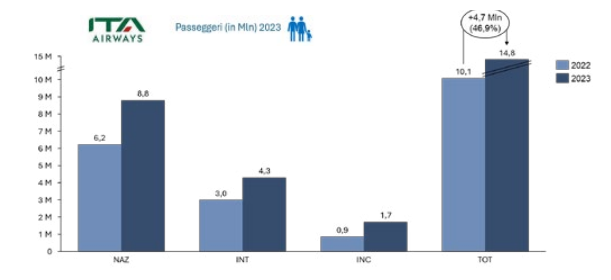 ITA
AIRWAYS
Passeggeri (in Mln) 2023
+4,7 Mln
(46,9%)
15 M
10 M
9 M
8 M
7 M
6 M
5 M
4 M
3 M
2 M
1 M
0
6,2
8,8
3,0
4,3
0,9
1,7
10,1
14,8
NAZ
INT
INC
TOT
2022
2023